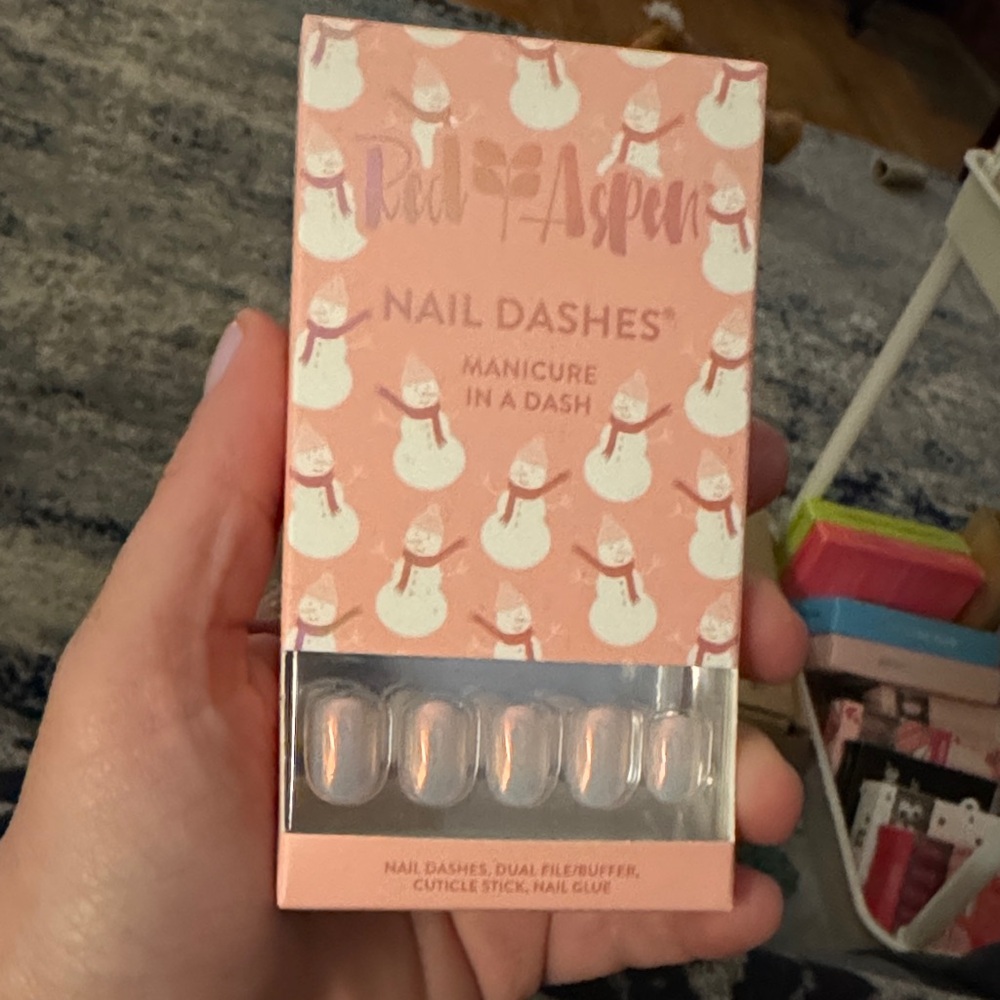 Red Aspen
NAIL DASHES®
MANICURE
IN A DASH
NAIL DASHES, DUAL FILE/BUFFER,
CUTICLE STICK, NAIL GLUE